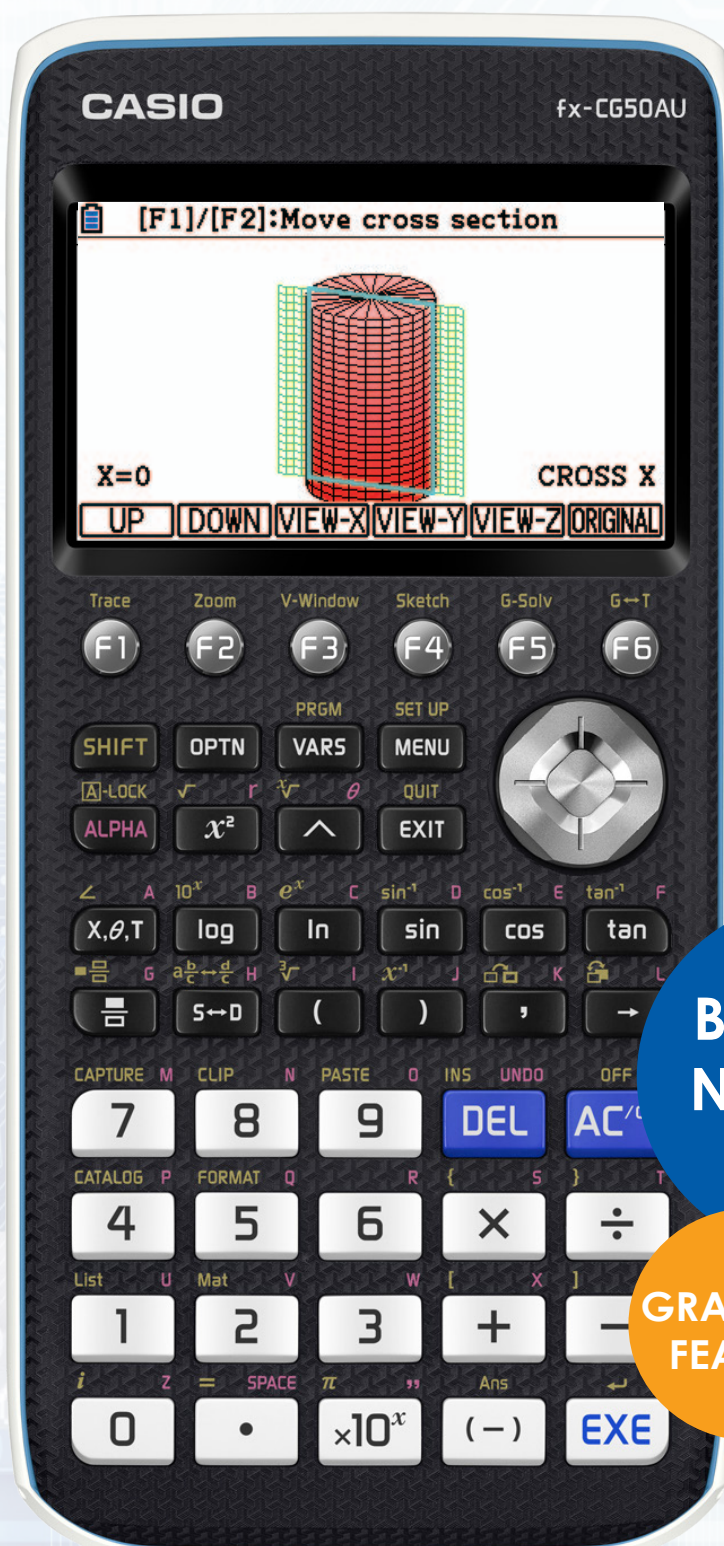 CASIO fx-CG50AU
[F1]/[F2]:Move cross section
X=0 CROSS X
UP DOWN VIEW-X VIEW-Y VIEW-Z ORIGINAL
Trace Zoom V-Window Sketch G-Solv G↔T
F1 F2 F3 F4 F5 F6
PRGM SET UP
SHIFT OPTN VARS MENU
A-LOCK √ r ˣ√ θ QUIT
ALPHA x² ^ EXIT
∠ A 10ˣ B eˣ C sin⁻¹ D cos⁻¹ E tan⁻¹ F
X,θ,T log ln sin cos tan
G a b/c↔d/c H ³√ I x⁻¹ J K L
S↔D ( ) , →
CAPTURE M CLIP N PASTE O INS UNDO OFF
7 8 9 DEL AC
CATALOG P FORMAT Q R { S } T
4 5 6 × ÷
List U Mat V W [ X ]
1 2 3 + −
i Z = SPACE π " Ans ↵
0 • ×10ˣ (−) EXE